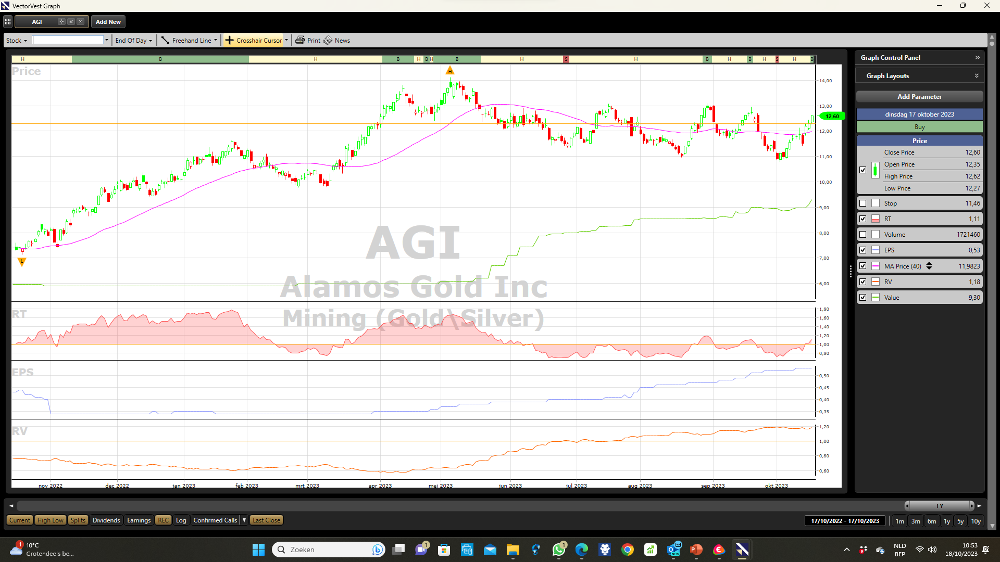 VectorVest Graph
AGI
Add New
Stock
End Of Day
Freehand Line
Crosshair Cursor
Print
News
H B H B H B H B H S H B H B H S H B
Price
H
L
14,00
13,00
12,60
12,00
11,00
10,00
9,00
8,00
7,00
6,00
AGI
Alamos Gold Inc
Mining (Gold\Silver)
RT
1,80
1,60
1,40
1,20
1,00
0,80
EPS
0,50
0,45
0,40
0,35
RV
1,20
1,00
0,80
0,60
nov 2022 dec 2022 jan 2023 feb 2023 mrt 2023 apr 2023 mei 2023 jun 2023 jul 2023 aug 2023 sep 2023 okt 2023
Graph Control Panel
Graph Layouts
Add Parameter
dinsdag 17 oktober 2023
Buy
Price
Close Price 12,60
Open Price 12,35
High Price 12,62
Low Price 12,27
Stop 11,46
RT 1,11
Volume 1721460
EPS 0,53
MA Price (40) 11,9823
RV 1,18
Value 9,30
1 Y
Current
High Low
Splits
Dividends
Earnings
REC
Log
Confirmed Calls
Last Close
17/10/2022 - 17/10/2023
1m 3m 6m 1y 5y 10y
1
10°C
Grotendeels be...
Zoeken
1
1
NEW
NLD
BEP
10:53
18/10/2023